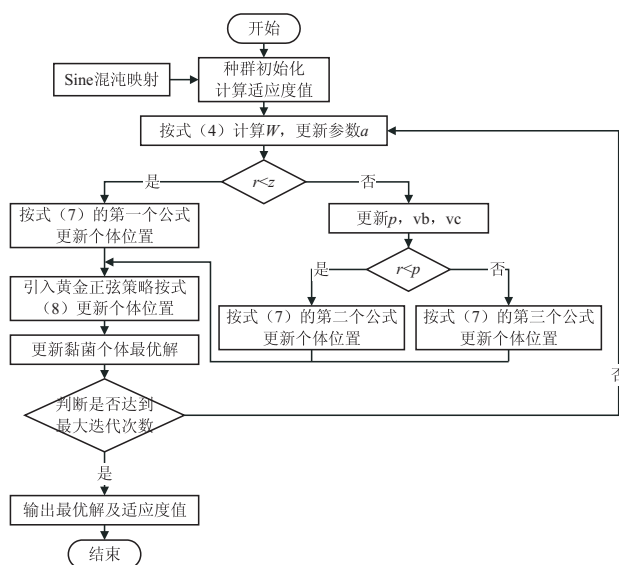 开始
Sine混沌映射
种群初始化
计算适应度值
按式（4）计算W，更新参数a
r<z
是
否
按式（7）的第一个公式
更新个体位置
更新p，vb，vc
r<p
是
否
引入黄金正弦策略按式
（8）更新个体位置
按式（7）的第二个公式
更新个体位置
按式（7）的第三个公式
更新个体位置
更新黏菌个体最优解
否
判断是否达到
最大迭代次数
是
输出最优解及适应度值
结束